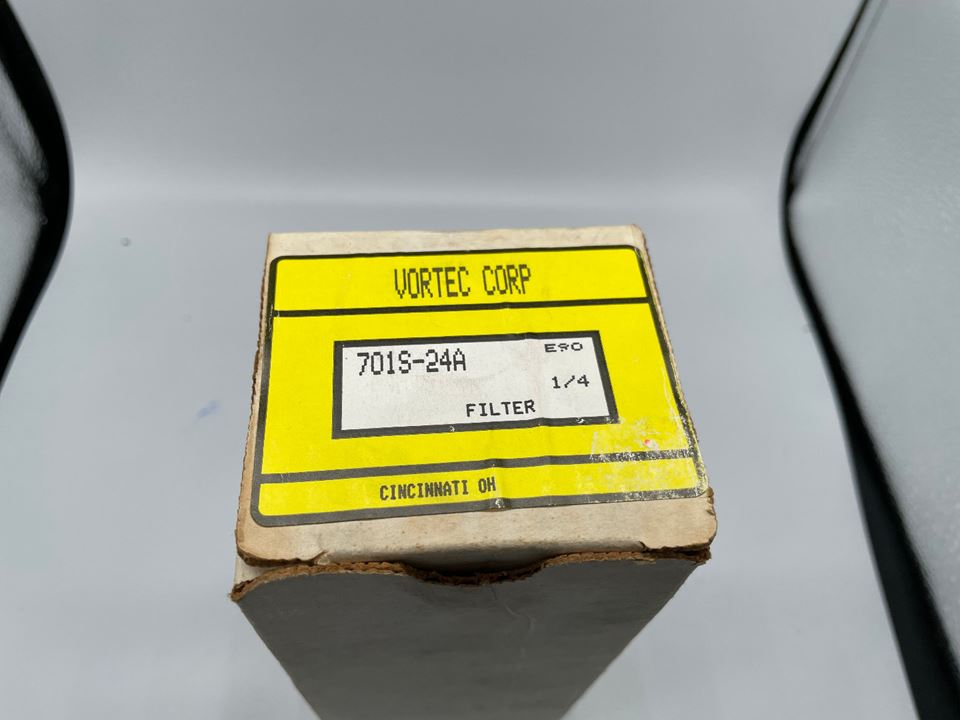 VORTEC CORP
701S-24A
E90
1/4
FILTER
CINCINNATI OH